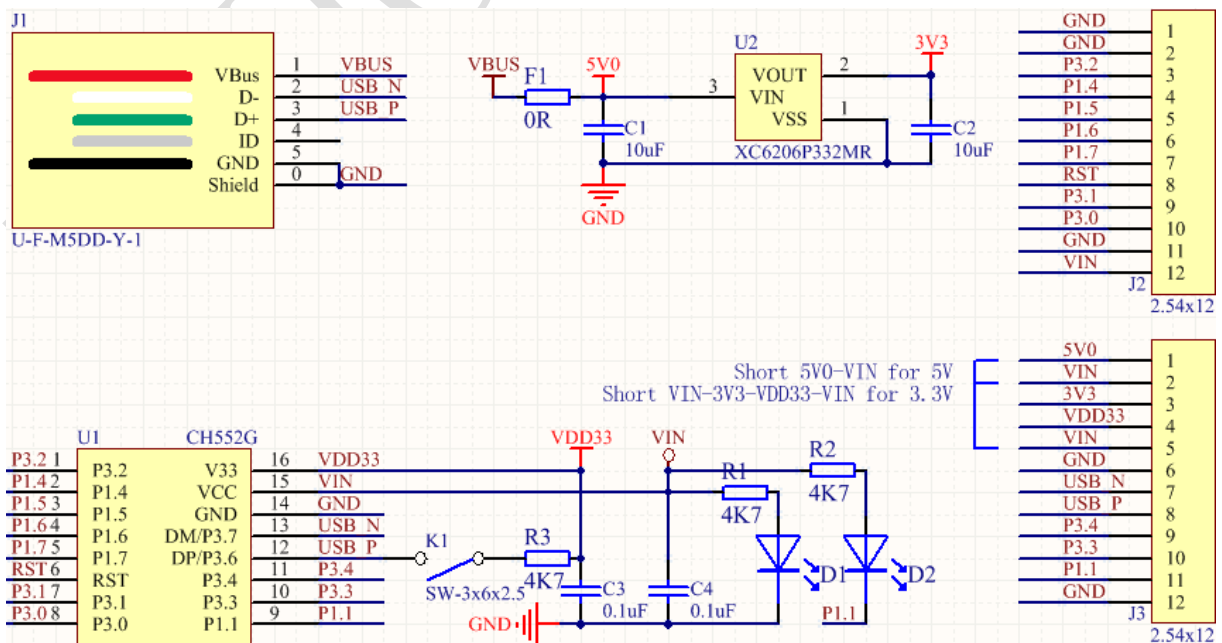 J1
VBus 1 VBUS
D- 2 USB N
D+ 3 USB P
ID 4
GND 5
Shield 0 GND
U-F-M5DD-Y-1
VBUS F1 5V0
0R
C1
10uF
GND
U2 3V3
VOUT 2
3 VIN
VSS 1
XC6206P332MR
C2
10uF
GND 1
GND 2
P3.2 3
P1.4 4
P1.5 5
P1.6 6
P1.7 7
RST 8
P3.1 9
P3.0 10
GND 11
VIN 12
J2
2.54x12
Short 5V0-VIN for 5V
Short VIN-3V3-VDD33-VIN for 3.3V
5V0 1
VIN 2
3V3 3
VDD33 4
VIN 5
GND 6
USB N 7
USB P 8
P3.4 9
P3.3 10
P1.1 11
GND 12
J3
2.54x12
U1 CH552G
P3.2 1 P3.2 V33 16 VDD33
P1.4 2 P1.4 VCC 15 VIN
P1.5 3 P1.5 GND 14 GND
P1.6 4 P1.6 DM/P3.7 13 USB N
P1.7 5 P1.7 DP/P3.6 12 USB P
RST 6 RST P3.4 11 P3.4
P3.1 7 P3.1 P3.3 10 P3.3
P3.0 8 P3.0 P1.1 9 P1.1
K1
SW-3x6x2.5
R3
4K7
VDD33
VIN
C3
0.1uF
C4
0.1uF
GND
R1
4K7
R2
4K7
D1
D2
P1.1